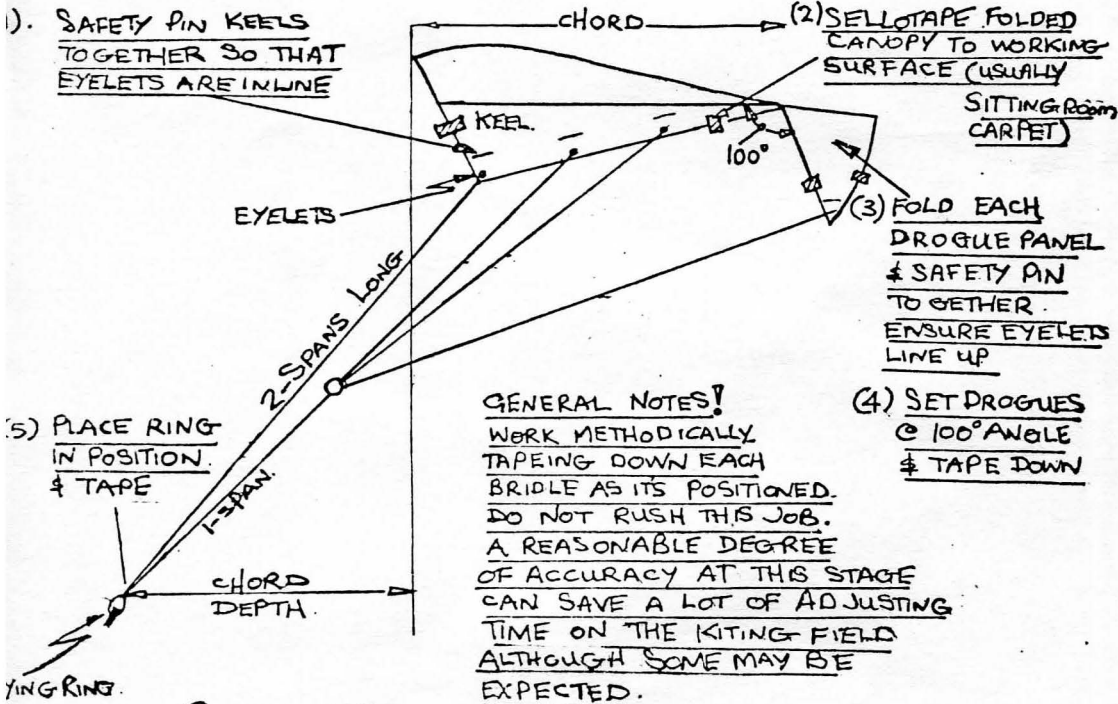 ). SAFETY PIN KEELS
TOGETHER SO THAT
EYELETS ARE INLINE
CHORD
(2) SELLOTAPE FOLDED
CANOPY TO WORKING
SURFACE (USUALLY
SITTING ROOM
CARPET)
KEEL.
100°
EYELETS
(3) FOLD EACH
DROGUE PANEL
& SAFETY PIN
TO GETHER
ENSURE EYELETS
LINE UP
2-SPANS LONG
1-SPAN.
(4) SET DROGUES
@ 100° ANGLE
& TAPE DOWN
5) PLACE RING
IN POSITION
& TAPE
GENERAL NOTES!
WORK METHODICALLY
TAPEING DOWN EACH
BRIDLE AS IT'S POSITIONED.
DO NOT RUSH THIS JOB.
A REASONABLE DEGREE
OF ACCURACY AT THIS STAGE
CAN SAVE A LOT OF ADJUSTING
TIME ON THE KITING FIELD
ALTHOUGH SOME MAY BE
EXPECTED.
CHORD
DEPTH.
YING RING.